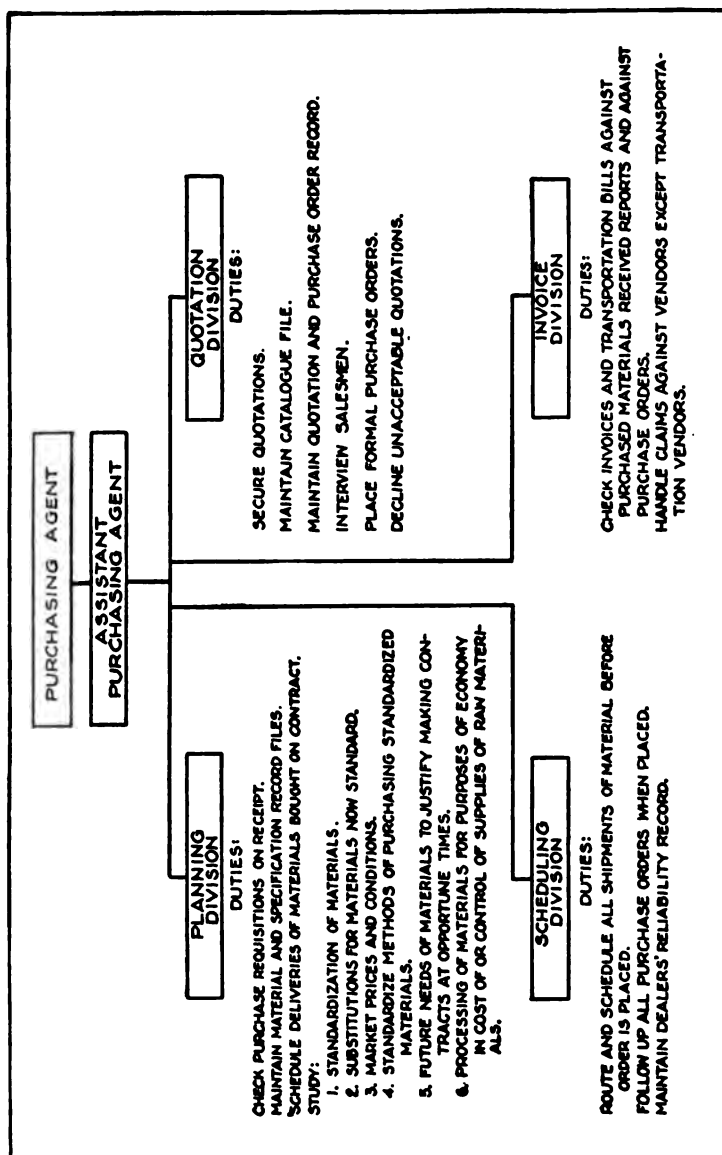 PURCHASING AGENT
ASSISTANT
PURCHASING AGENT
PLANNING
DIVISION
DUTIES:
CHECK PURCHASE REQUISITIONS ON RECEIPT.
MAINTAIN MATERIAL AND SPECIFICATION RECORD FILES.
SCHEDULE DELIVERIES OF MATERIALS BOUGHT ON CONTRACT.
STUDY:
1. STANDARDIZATION OF MATERIALS.
2. SUBSTITUTIONS FOR MATERIALS NOW STANDARD.
3. MARKET PRICES AND CONDITIONS.
4. STANDARDIZE METHODS OF PURCHASING STANDARDIZED
MATERIALS.
5. FUTURE NEEDS OF MATERIALS TO JUSTIFY MAKING CON-
TRACTS AT OPPORTUNE TIMES.
6. PROCESSING OF MATERIALS FOR PURPOSES OF ECONOMY
IN COST OF OR CONTROL OF SUPPLIES OF RAW MATERI-
ALS.
QUOTATION
DIVISION
DUTIES:
SECURE QUOTATIONS.
MAINTAIN CATALOGUE FILE.
MAINTAIN QUOTATION AND PURCHASE ORDER RECORD.
INTERVIEW SALESMEN.
PLACE FORMAL PURCHASE ORDERS.
DECLINE UNACCEPTABLE QUOTATIONS.
SCHEDULING
DIVISION
DUTIES:
ROUTE AND SCHEDULE ALL SHIPMENTS OF MATERIAL BEFORE
ORDER IS PLACED.
FOLLOW UP ALL PURCHASE ORDERS WHEN PLACED.
MAINTAIN DEALERS' RELIABILITY RECORD.
INVOICE
DIVISION
DUTIES:
CHECK INVOICES AND TRANSPORTATION BILLS AGAINST
PURCHASED MATERIALS RECEIVED REPORTS AND AGAINST
PURCHASE ORDERS.
HANDLE CLAIMS AGAINST VENDORS EXCEPT TRANSPORTA-
TION VENDORS.